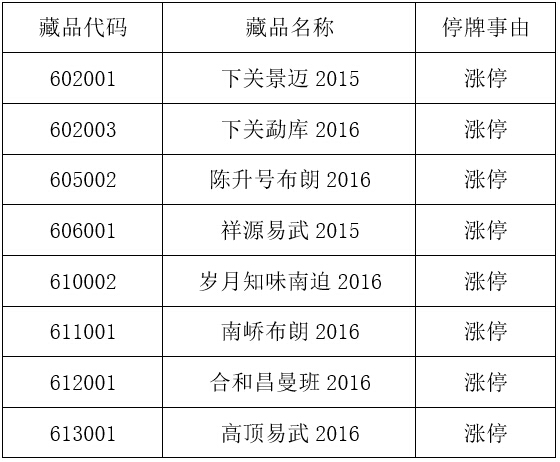 藏品代码 藏品名称 停牌事由
602001 下关景迈 2015 涨停
602003 下关勐库 2016 涨停
605002 陈升号布朗 2016 涨停
606001 祥源易武 2015 涨停
610002 岁月知味南迫 2016 涨停
611001 南峤布朗 2016 涨停
612001 合和昌曼班 2016 涨停
613001 高顶易武 2016 涨停